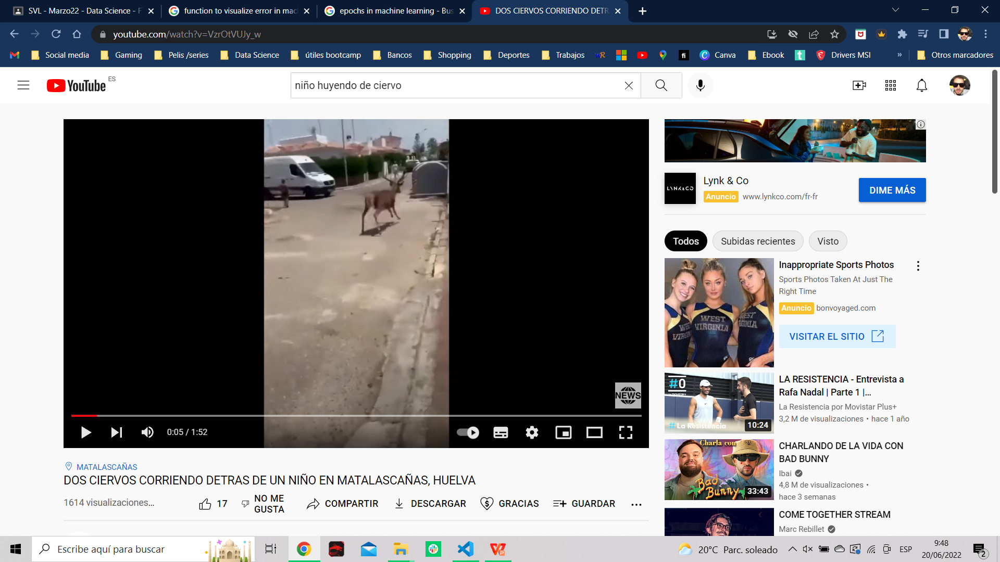 SVL - Marzo22 - Data Science - F
function to visualize error in mac
epochs in machine learning - Bus
DOS CIERVOS CORRIENDO DETR
youtube.com/watch?v=VzrOtVUJy_w
Social media
Gaming
Pelis /series
Data Science
útiles bootcamp
Bancos
Shopping
Deportes
Trabajos
Canva
Ebook
Drivers MSI
»
Otros marcadores
YouTube ES
niño huyendo de ciervo
NEWS
0:05 / 1:52
MATALASCAÑAS
DOS CIERVOS CORRIENDO DETRAS DE UN NIÑO EN MATALASCAÑAS, HUELVA
1614 visualizaciones…
17
NO ME
GUSTA
COMPARTIR
DESCARGAR
GRACIAS
GUARDAR
LYNK&CO
Lynk & Co
Anuncio www.lynkco.com/fr-fr
DIME MÁS
Todos
Subidas recientes
Visto
WEST
VIRGINIA
Inappropriate Sports Photos
Sports Photos Taken At Just The
Right Time
Anuncio bonvoyaged.com
VISITAR EL SITIO
#0
# La Resistencia
10:24
LA RESISTENCIA - Entrevista a
Rafa Nadal | Parte 1 |…
La Resistencia por Movistar Plus+
3,2 M de visualizaciones • hace 1 año
Charla con
Bad
Bunny
33:43
CHARLANDO DE LA VIDA CON
BAD BUNNY
Ibai
4,8 M de visualizaciones •
hace 3 semanas
COME TOGETHER STREAM
Marc Rebillet
Escribe aquí para buscar
20°C Parc. soleado
ESP
9:48
20/06/2022
2